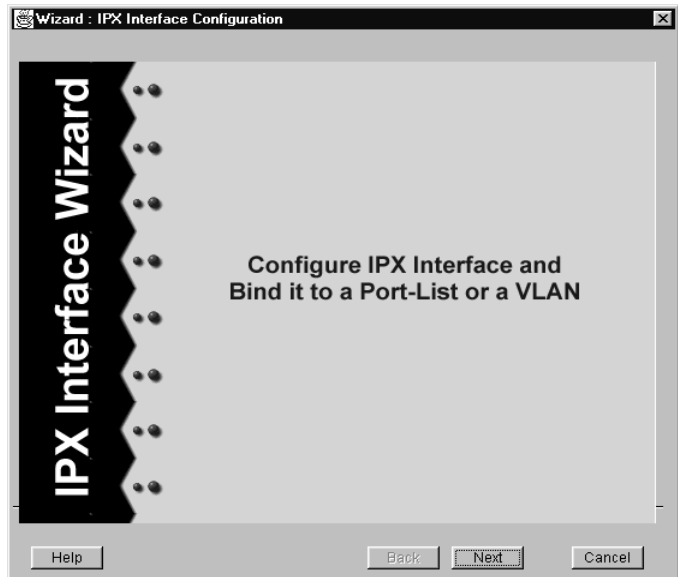 Wizard : IPX Interface Configuration
IPX Interface Wizard
Configure IPX Interface and
Bind it to a Port-List or a VLAN
Help
Back
Next
Cancel